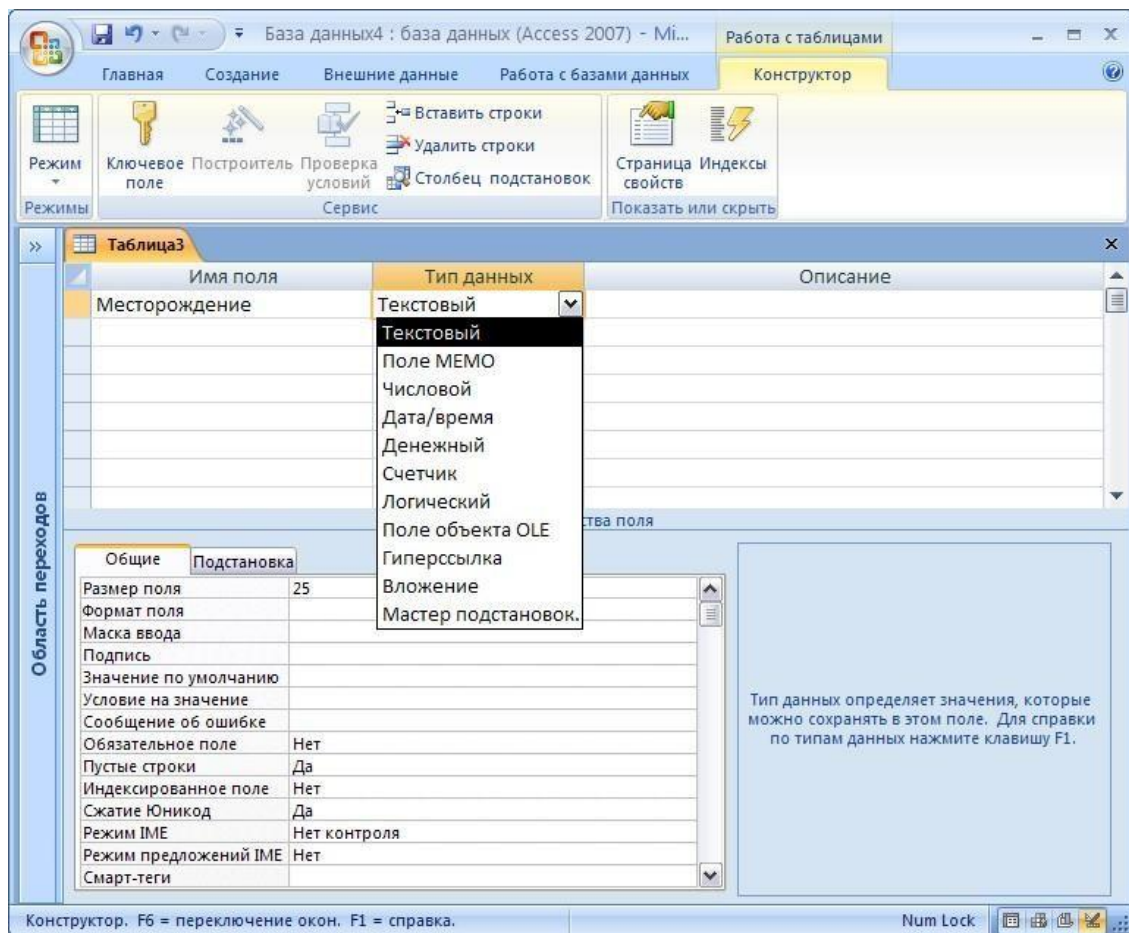 База данных4 : база данных (Access 2007) - Mi...
Работа с таблицами
Главная Создание Внешние данные Работа с базами данных Конструктор
Режим
Ключевое поле
Построитель
Проверка условий
Вставить строки
Удалить строки
Столбец подстановок
Страница свойств
Индексы
Режимы Сервис Показать или скрыть
Таблица3
Имя поля Тип данных Описание
Месторождение Текстовый
Текстовый
Поле МЕМО
Числовой
Дата/время
Денежный
Счетчик
Логический
Поле объекта OLE
Гиперссылка
Вложение
Мастер подстановок.
тва поля
Область переходов
Общие Подстановка
Размер поля 25
Формат поля
Маска ввода
Подпись
Значение по умолчанию
Условие на значение
Сообщение об ошибке
Обязательное поле Нет
Пустые строки Да
Индексированное поле Нет
Сжатие Юникод Да
Режим IME Нет контроля
Режим предложений IME Нет
Смарт-теги
Тип данных определяет значения, которые
можно сохранять в этом поле. Для справки
по типам данных нажмите клавишу F1.
Конструктор. F6 = переключение окон. F1 = справка. Num Lock